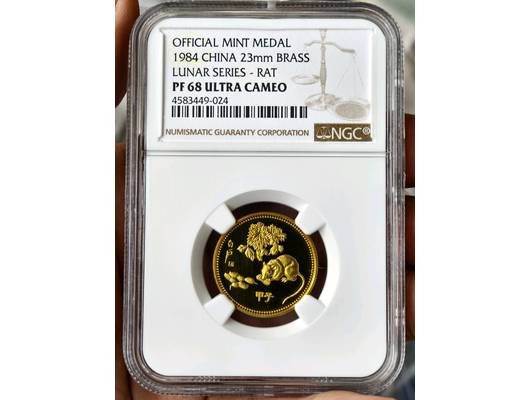 OFFICIAL MINT MEDAL
1984 CHINA 23mm BRASS
LUNAR SERIES - RAT
PF 68 ULTRA CAMEO
4583449-024
NUMISMATIC GUARANTY CORPORATION
NGC®
甲子